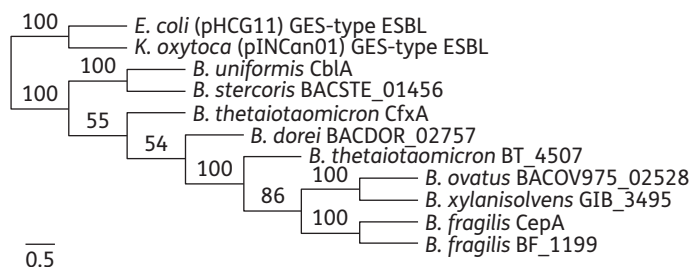 100 E. coli (pHCG11) GES-type ESBL
K. oxytoca (pINCan01) GES-type ESBL
100 B. uniformis CblA
100 B. stercoris BACSTE_01456
B. thetaiotaomicron CfxA
55
B. dorei BACDOR_02757
54
B. thetaiotaomicron BT_4507
100
100 B. ovatus BACOV975_02528
86 B. xylanisolvens GIB_3495
100 B. fragilis CepA
B. fragilis BF_1199
0.5